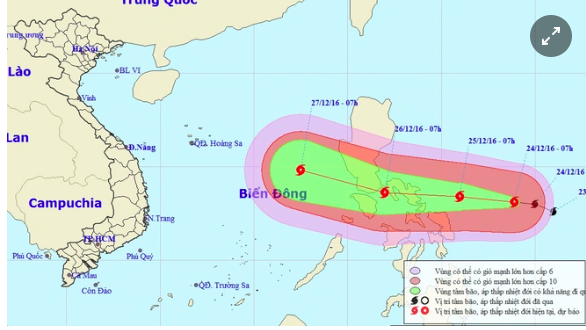 Trung Quốc
Trung ương
Hà Nội
BL VI
Lào
Vinh
27/12/16 - 07h
26/12/16 - 07h
Lan
Đ.Nẵng
QĐ. Hoàng Sa
25/12/16 - 07h
24/12/16 - 07h
24/12/16
23
Biển Đông
Campuchia
N.Trang
TP.HCM
Phú Quốc
Phú Quý
Cà Mau
Côn Đảo
QĐ. Trường Sa
Vùng có thể có gió mạnh lớn hơn cấp 6
Vùng có thể có gió mạnh lớn hơn cấp 10
Vùng tâm bão, áp thấp nhiệt đới có khả năng đi qu
Vị trí tâm bão, áp thấp nhiệt đới đã qua
Vị trí tâm bão, áp thấp nhiệt đới hiện tại, dự báo